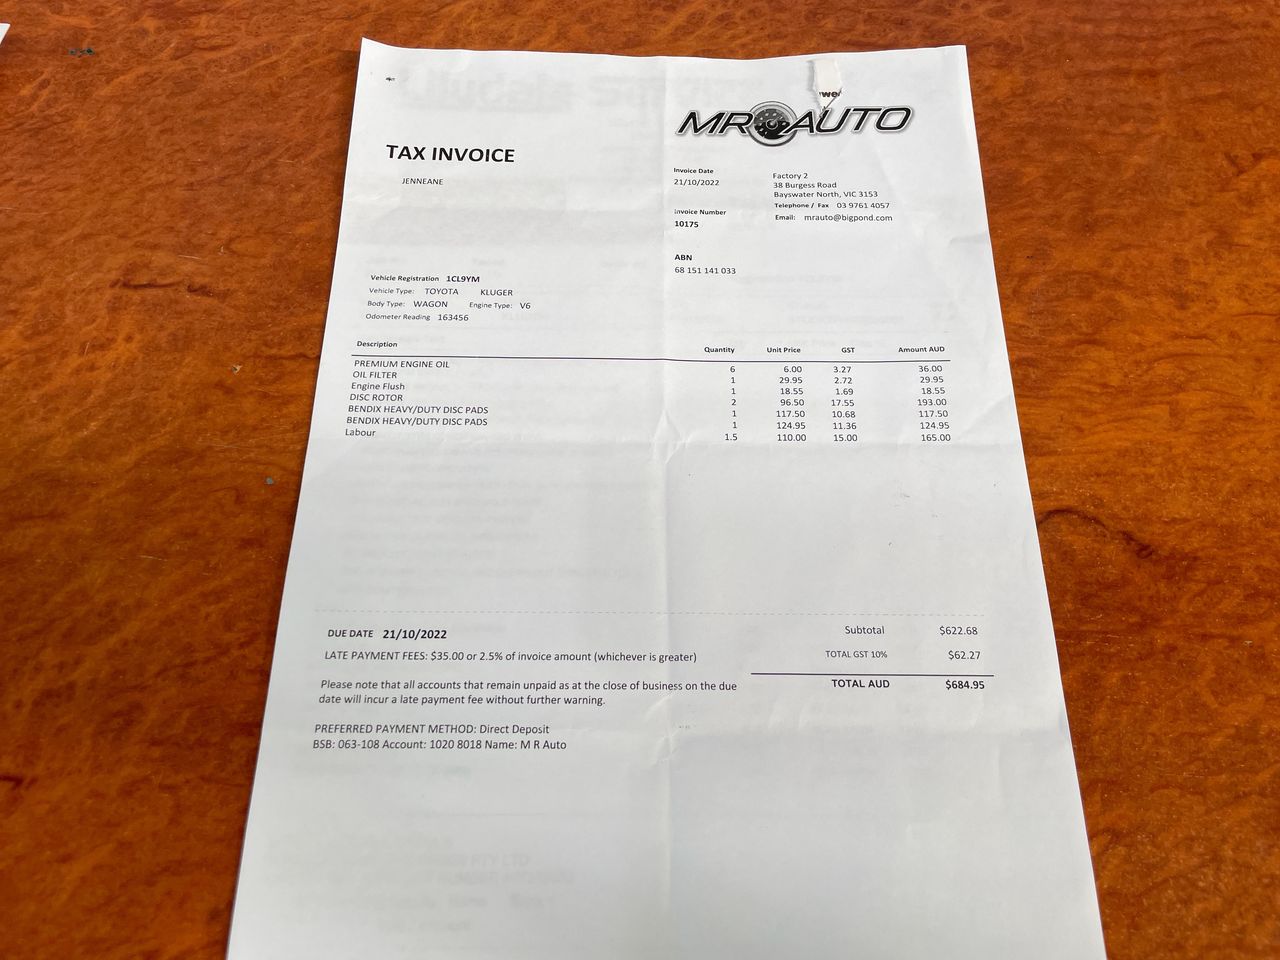 we
MR AUTO
TAX INVOICE
JENNEANE
Invoice Date
21/10/2022
Invoice Number
10175
ABN
68 151 141 033
Factory 2
38 Burgess Road
Bayswater North, VIC 3153
Telephone / Fax 03 9761 4057
Email: mrauto@bigpond.com
Vehicle Registration 1CL9YM
Vehicle Type: TOYOTA KLUGER
Body Type: WAGON Engine Type: V6
Odometer Reading 163456
Description Quantity Unit Price GST Amount AUD
PREMIUM ENGINE OIL 6 6.00 3.27 36.00
OIL FILTER 1 29.95 2.72 29.95
Engine Flush 1 18.55 1.69 18.55
DISC ROTOR 2 96.50 17.55 193.00
BENDIX HEAVY/DUTY DISC PADS 1 117.50 10.68 117.50
BENDIX HEAVY/DUTY DISC PADS 1 124.95 11.36 124.95
Labour 1.5 110.00 15.00 165.00
DUE DATE 21/10/2022
LATE PAYMENT FEES: $35.00 or 2.5% of invoice amount (whichever is greater)
Please note that all accounts that remain unpaid as at the close of business on the due
date will incur a late payment fee without further warning.
PREFERRED PAYMENT METHOD: Direct Deposit
BSB: 063-108 Account: 1020 8018 Name: M R Auto
Subtotal $622.68
TOTAL GST 10% $62.27
TOTAL AUD $684.95